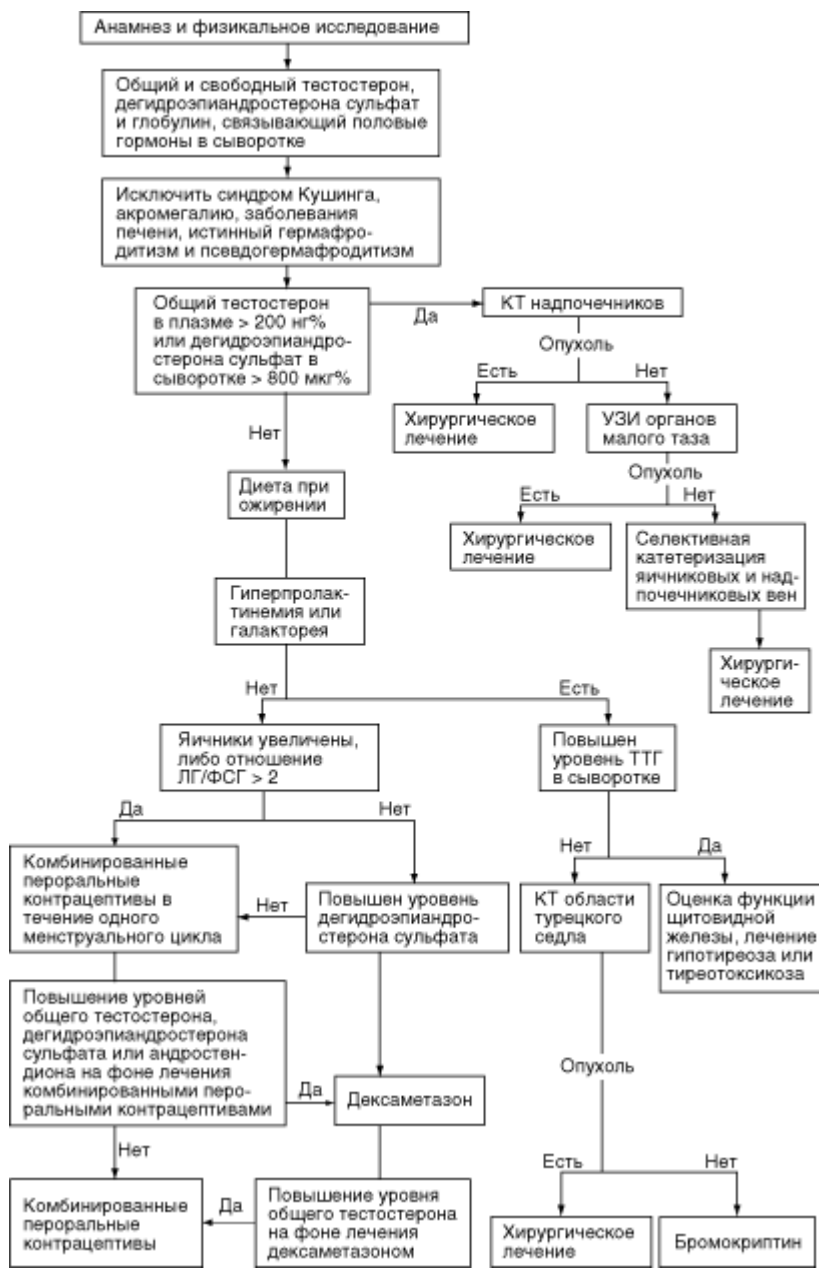 Анамнез и физикальное исследование
Общий и свободный тестостерон,
дегидроэпиандростерона сульфат
и глобулин, связывающий половые
гормоны в сыворотке
Исключить синдром Кушинга,
акромегалию, заболевания
печени, истинный гермафро-
дитизм и псевдогермафродитизм
Общий тестостерон
в плазме > 200 нг%
или дегидроэпиандро-
стерона сульфат в
сыворотке > 800 мкг%
Да
КТ надпочечников
Опухоль
Есть
Нет
Хирургическое
лечение
УЗИ органов
малого таза
Опухоль
Есть
Нет
Хирургическое
лечение
Селективная
катетеризация
яичниковых и над-
почечниковых вен
Хирурги-
ческое
лечение
Нет
Диета при
ожирении
Гиперпролак-
тинемия или
галакторея
Нет
Есть
Яичники увеличены,
либо отношение
ЛГ/ФСГ > 2
Повышен
уровень ТТГ
в сыворотке
Да
Нет
Нет
Да
Комбинированные
пероральные
контрацептивы в
течение одного
менструального цикла
Нет
Повышен уровень
дегидроэпиандро-
стерона сульфата
КТ области
турецкого
седла
Оценка функции
щитовидной
железы, лечение
гипотиреоза или
тиреотоксикоза
Повышение уровней
общего тестостерона,
дегидроэпиандростерона
сульфата или андростен-
диона на фоне лечения
комбинированными перо-
ральными контрацептивами
Да
Дексаметазон
Опухоль
Нет
Есть
Нет
Комбинированные
пероральные
контрацептивы
Да
Повышение уровня
общего тестостерона
на фоне лечения
дексаметазоном
Хирургическое
лечение
Бромокриптин